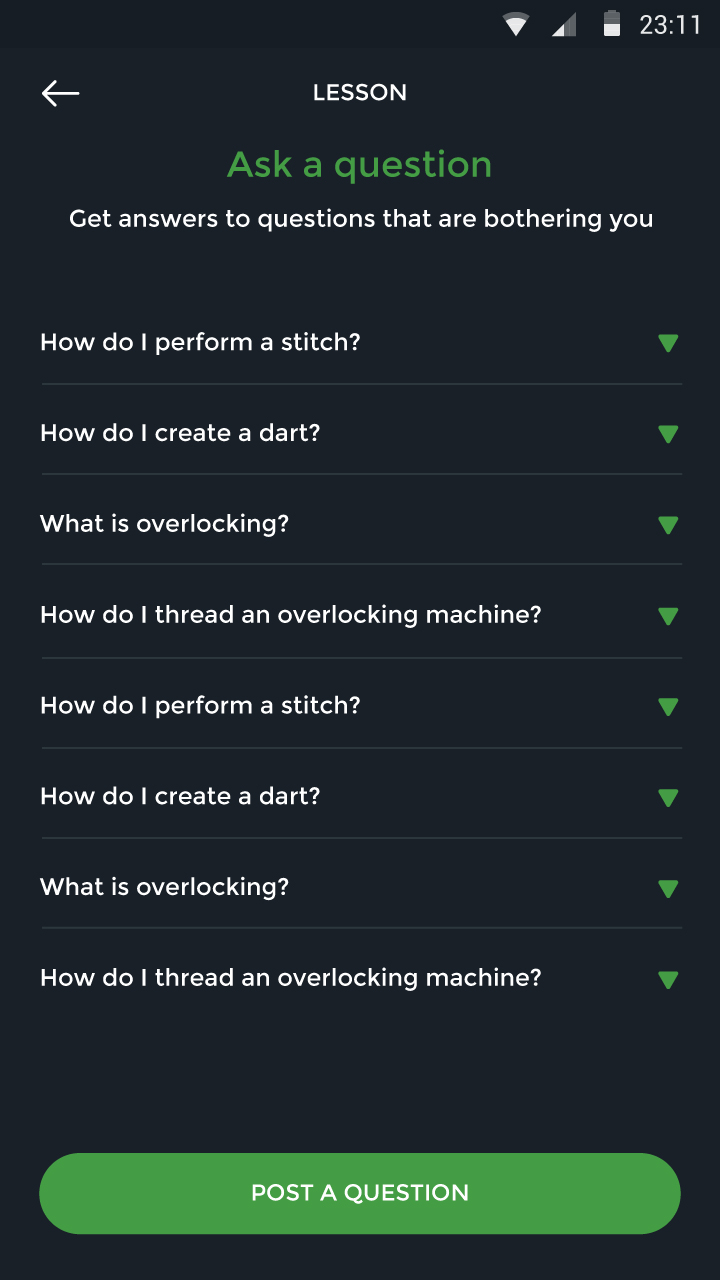 23:11
LESSON
Ask a question
Get answers to questions that are bothering you
How do I perform a stitch?
How do I create a dart?
What is overlocking?
How do I thread an overlocking machine?
How do I perform a stitch?
How do I create a dart?
What is overlocking?
How do I thread an overlocking machine?
POST A QUESTION